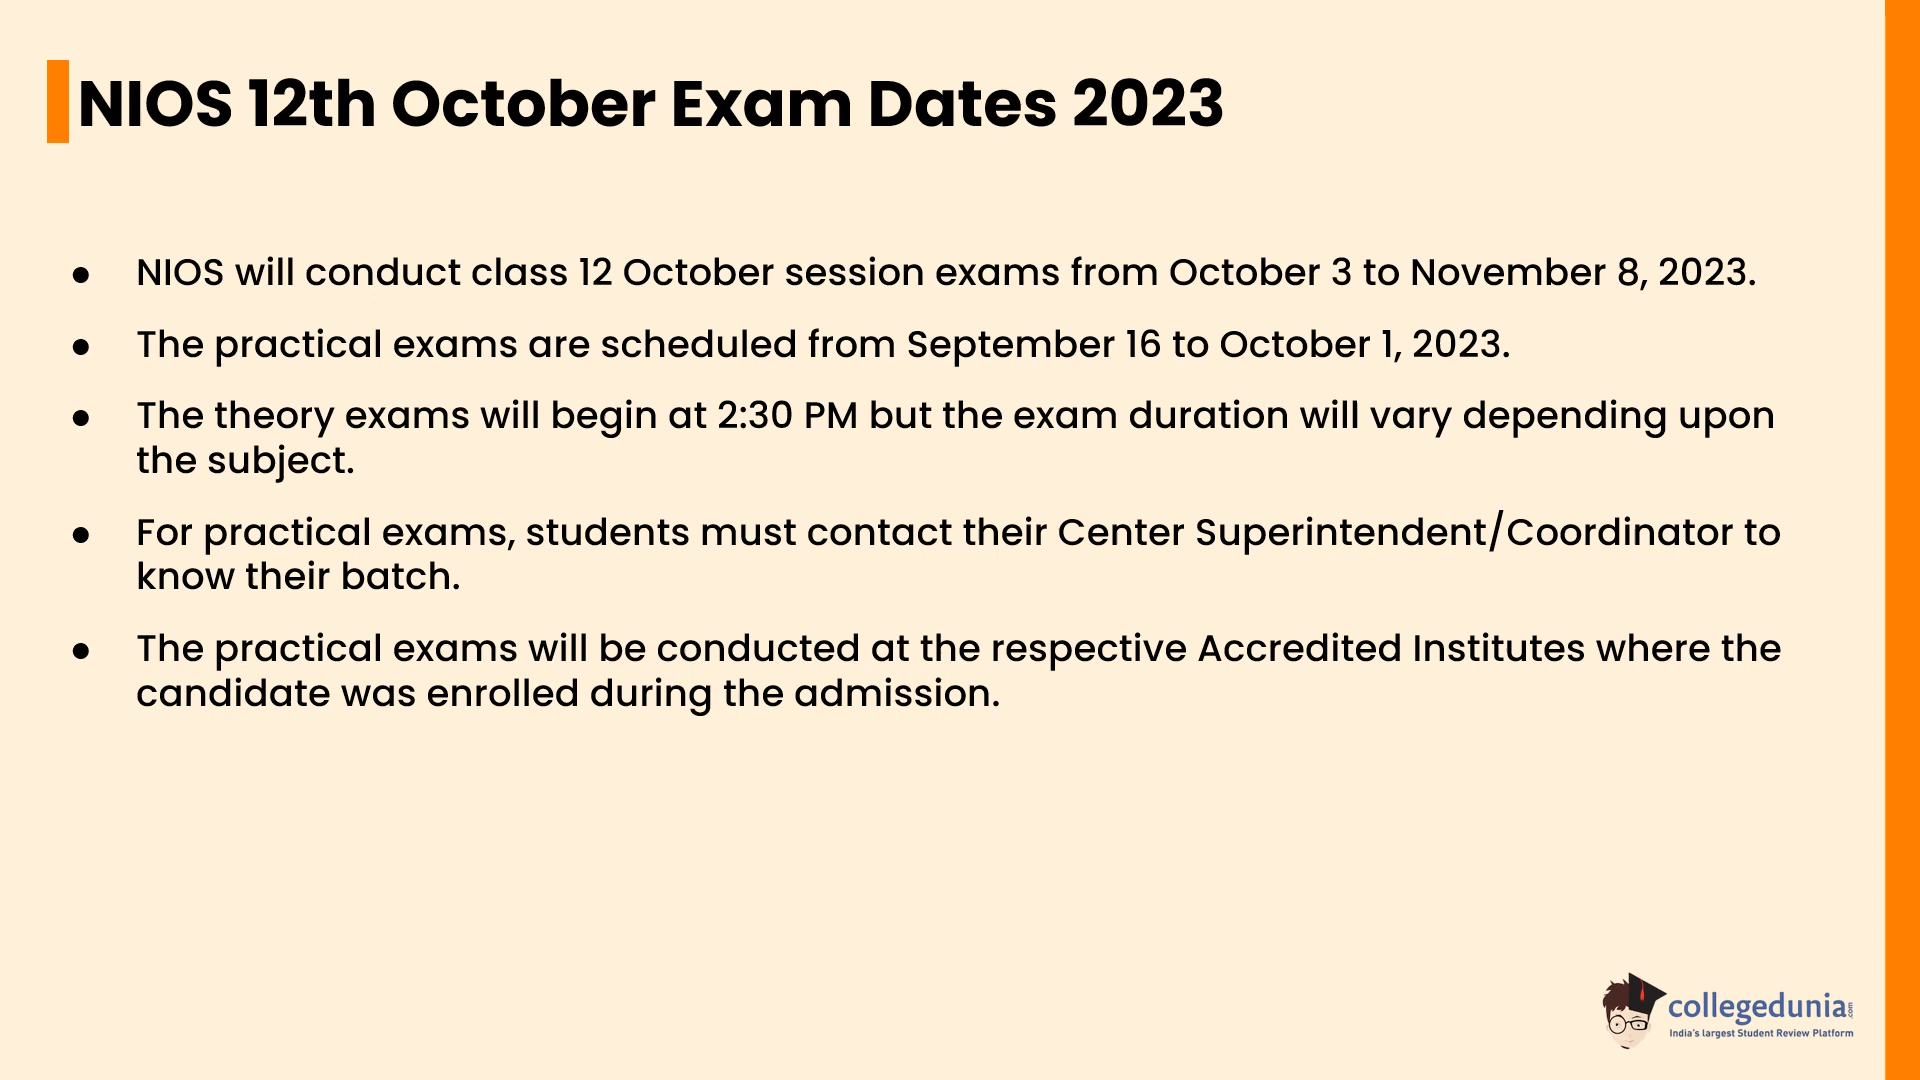 NIOS 12th October Exam Dates 2023
● NIOS will conduct class 12 October session exams from October 3 to November 8, 2023.
● The practical exams are scheduled from September 16 to October 1, 2023.
● The theory exams will begin at 2:30 PM but the exam duration will vary depending upon
the subject.
● For practical exams, students must contact their Center Superintendent/Coordinator to
know their batch.
● The practical exams will be conducted at the respective Accredited Institutes where the
candidate was enrolled during the admission.
collegedunia.com
India's largest Student Review Platform